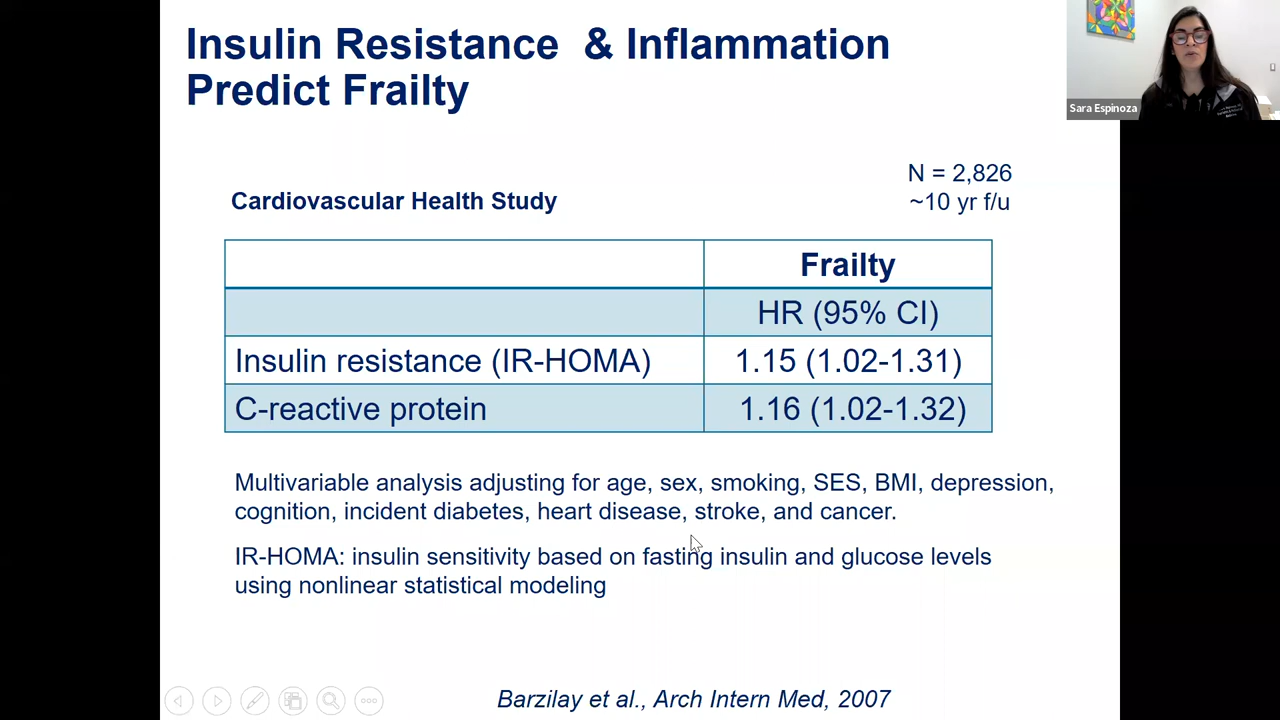 Insulin Resistance & Inflammation
Predict Frailty
Sara Espinoza
N = 2,826
~10 yr f/u
Cardiovascular Health Study
Frailty
HR (95% CI)
Insulin resistance (IR-HOMA) 1.15 (1.02-1.31)
C-reactive protein 1.16 (1.02-1.32)
Multivariable analysis adjusting for age, sex, smoking, SES, BMI, depression,
cognition, incident diabetes, heart disease, stroke, and cancer.
IR-HOMA: insulin sensitivity based on fasting insulin and glucose levels
using nonlinear statistical modeling
Barzilay et al., Arch Intern Med, 2007